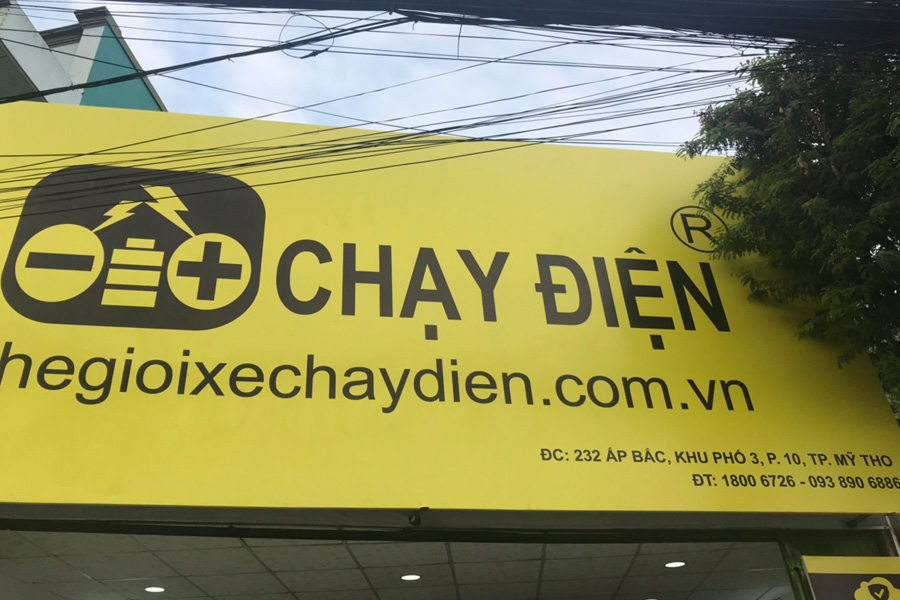 CHẠY ĐIỆN ®
hegioixechaydien.com.vn
ĐC: 232 ẤP BẮC, KHU PHỐ 3, P. 10, TP. MỸ THO
ĐT: 1800 6726 - 093 890 6886